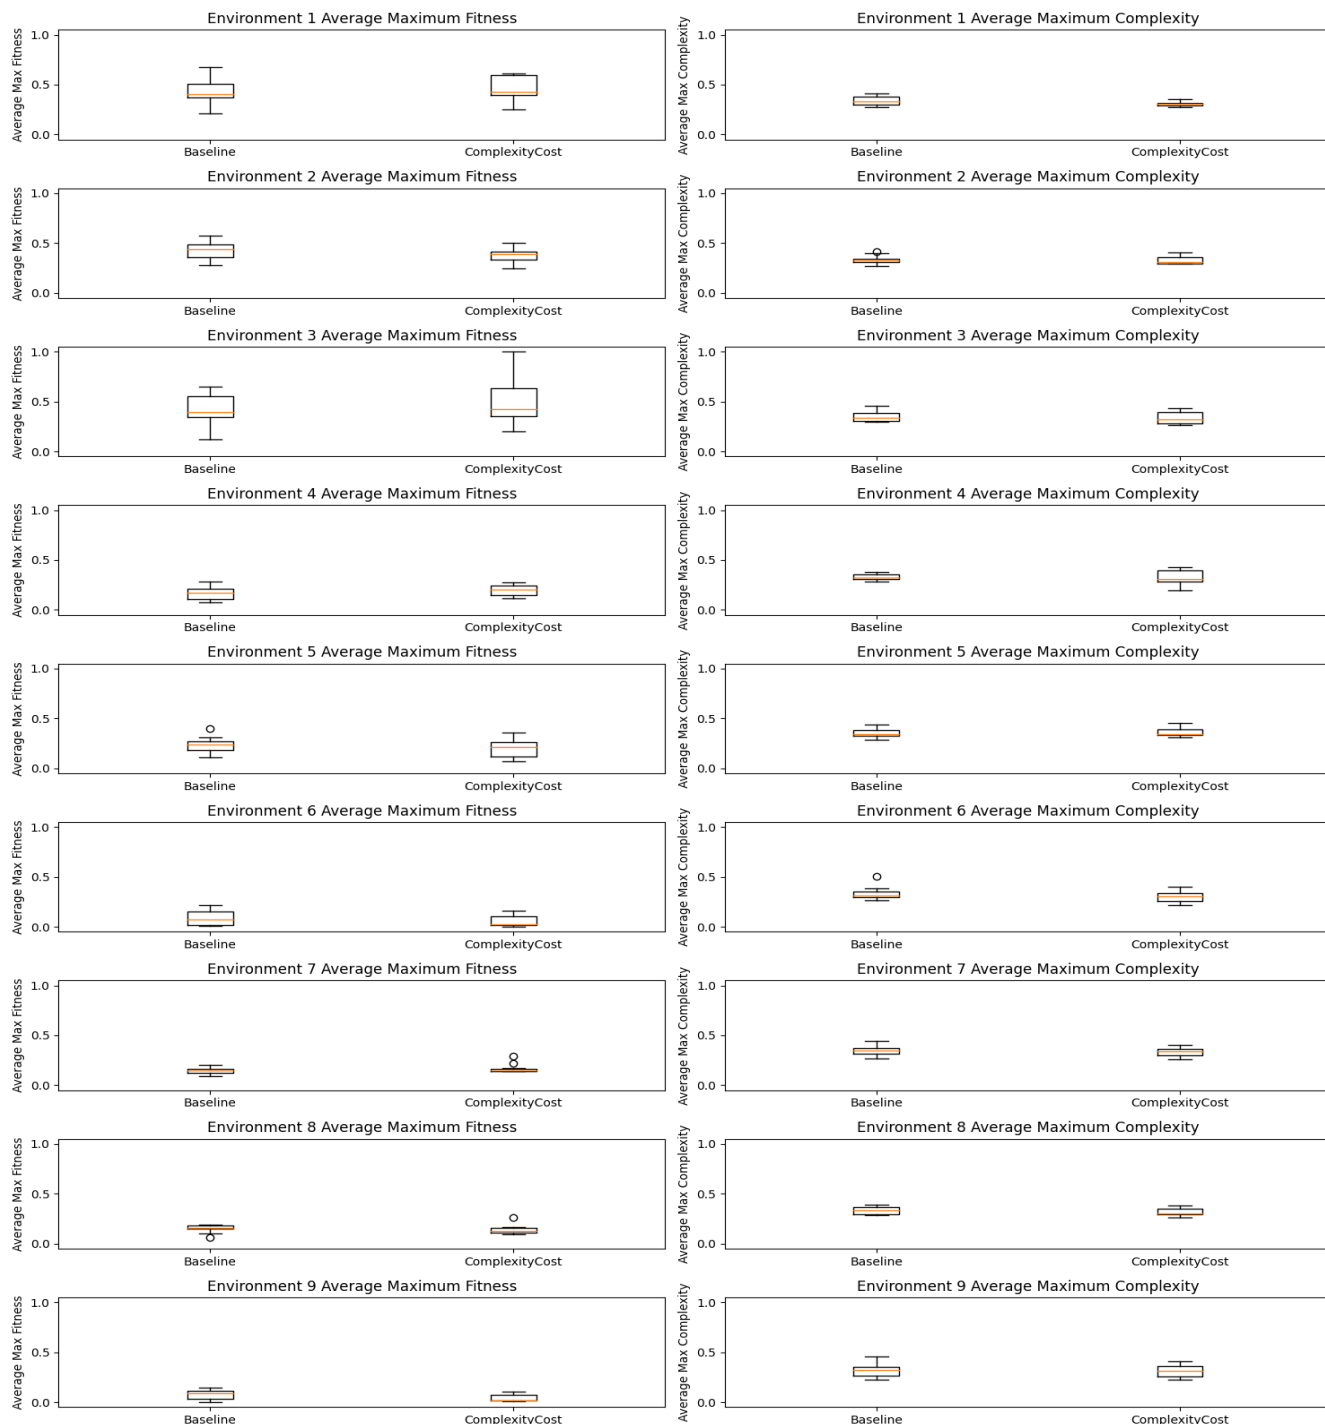 Environment 1 Average Maximum Fitness
Average Max Fitness
1.0
0.5
0.0
Baseline
ComplexityCost
Environment 1 Average Maximum Complexity
Average Max Complexity
1.0
0.5
0.0
Baseline
ComplexityCost
Environment 2 Average Maximum Fitness
Average Max Fitness
1.0
0.5
0.0
Baseline
ComplexityCost
Environment 2 Average Maximum Complexity
Average Max Complexity
1.0
0.5
0.0
Baseline
ComplexityCost
Environment 3 Average Maximum Fitness
Average Max Fitness
1.0
0.5
0.0
Baseline
ComplexityCost
Environment 3 Average Maximum Complexity
Average Max Complexity
1.0
0.5
0.0
Baseline
ComplexityCost
Environment 4 Average Maximum Fitness
Average Max Fitness
1.0
0.5
0.0
Baseline
ComplexityCost
Environment 4 Average Maximum Complexity
Average Max Complexity
1.0
0.5
0.0
Baseline
ComplexityCost
Environment 5 Average Maximum Fitness
Average Max Fitness
1.0
0.5
0.0
Baseline
ComplexityCost
Environment 5 Average Maximum Complexity
Average Max Complexity
1.0
0.5
0.0
Baseline
ComplexityCost
Environment 6 Average Maximum Fitness
Average Max Fitness
1.0
0.5
0.0
Baseline
ComplexityCost
Environment 6 Average Maximum Complexity
Average Max Complexity
1.0
0.5
0.0
Baseline
ComplexityCost
Environment 7 Average Maximum Fitness
Average Max Fitness
1.0
0.5
0.0
Baseline
ComplexityCost
Environment 7 Average Maximum Complexity
Average Max Complexity
1.0
0.5
0.0
Baseline
ComplexityCost
Environment 8 Average Maximum Fitness
Average Max Fitness
1.0
0.5
0.0
Baseline
ComplexityCost
Environment 8 Average Maximum Complexity
Average Max Complexity
1.0
0.5
0.0
Baseline
ComplexityCost
Environment 9 Average Maximum Fitness
Average Max Fitness
1.0
0.5
0.0
Baseline
ComplexityCost
Environment 9 Average Maximum Complexity
Average Max Complexity
1.0
0.5
0.0
Baseline
ComplexityCost